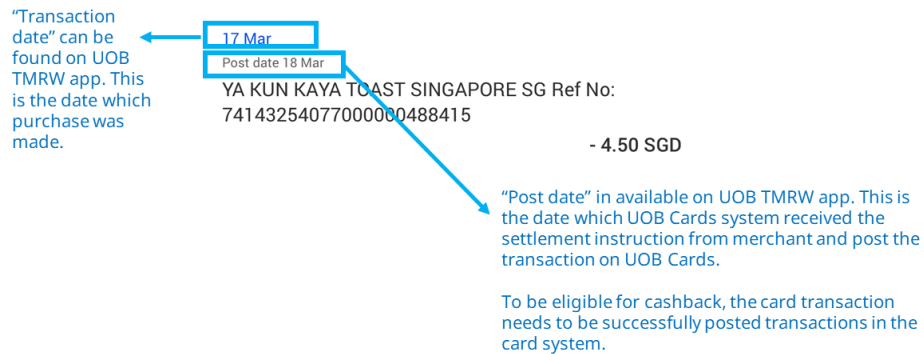 “Transaction
date” can be
found on UOB
TMRW app. This
is the date which
purchase was
made.
17 Mar
Post date 18 Mar
YA KUN KAYA TOAST SINGAPORE SG Ref No:
74143254077000000488415
- 4.50 SGD
“Post date” in available on UOB TMRW app. This is
the date which UOB Cards system received the
settlement instruction from merchant and post the
transaction on UOB Cards.
To be eligible for cashback, the card transaction
needs to be successfully posted transactions in the
card system.